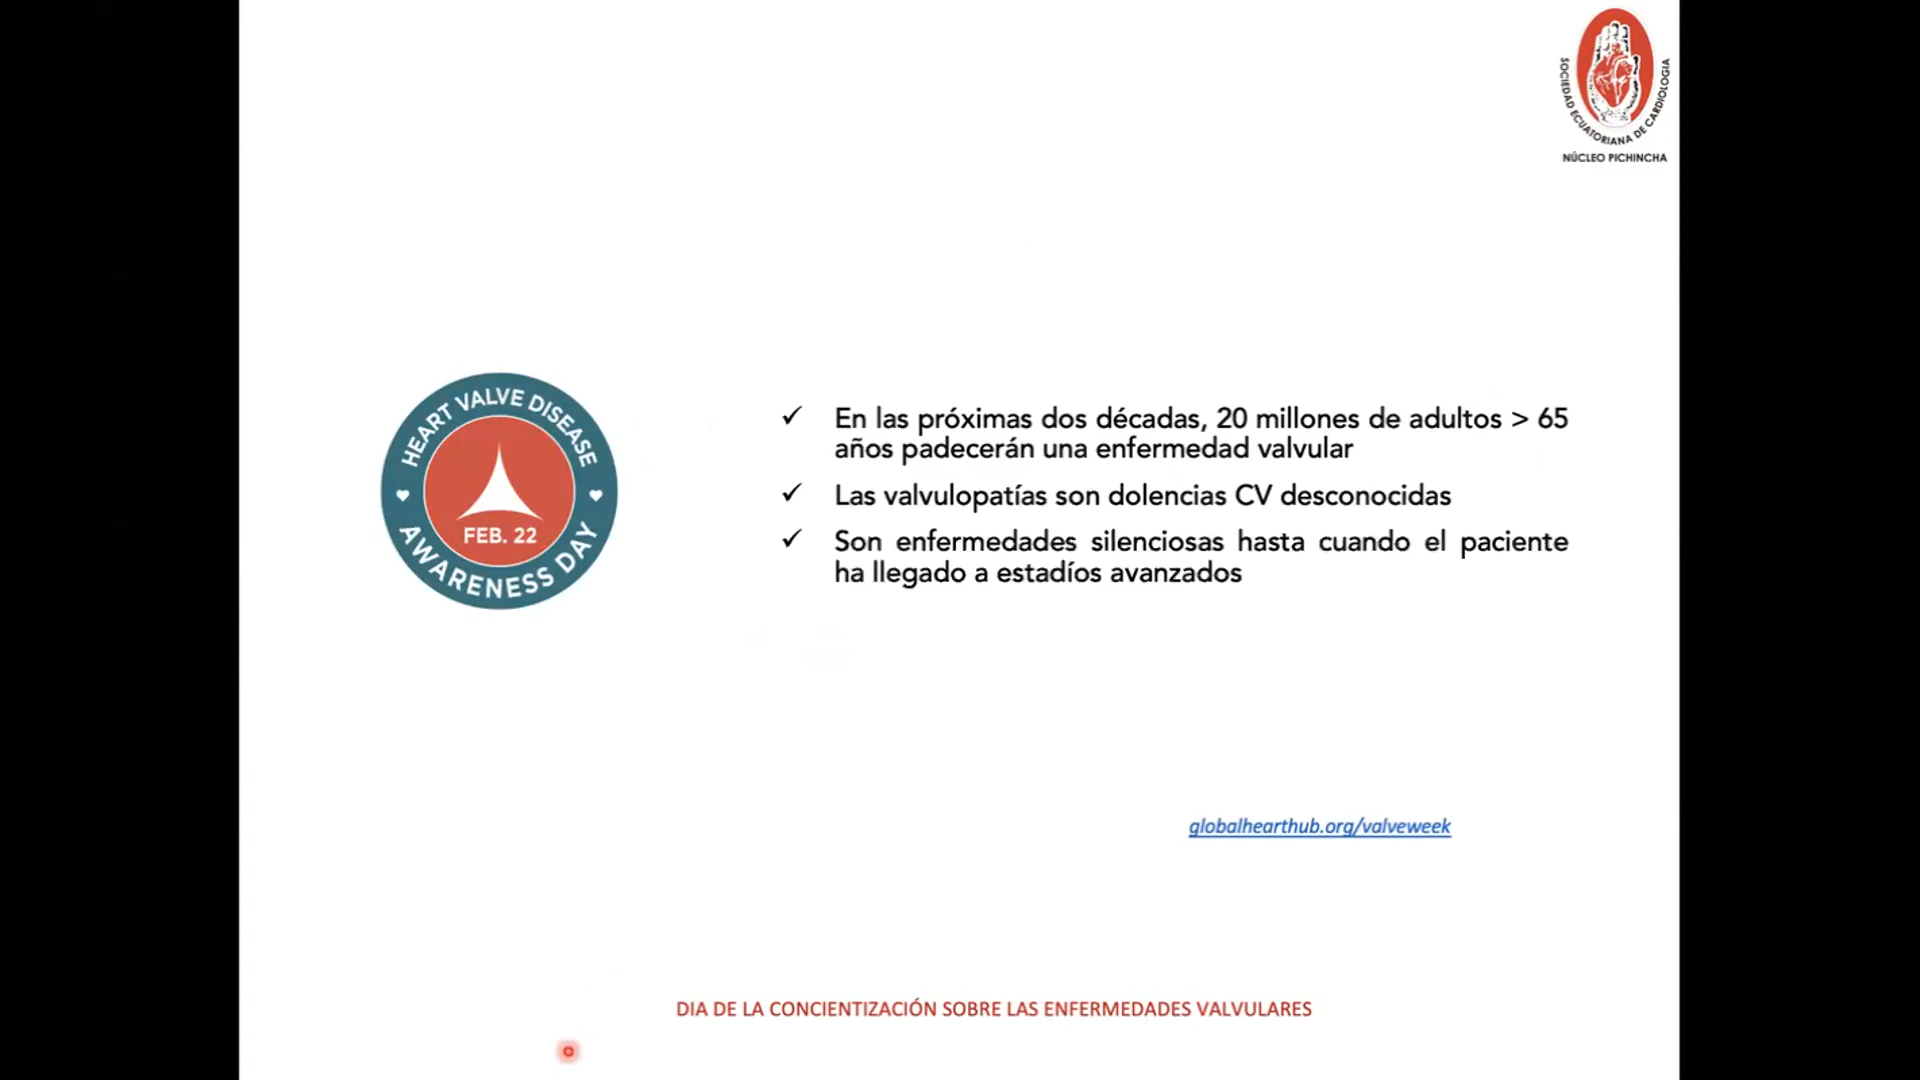 SOCIEDAD ECUATORIANA DE CARDIOLOGIA
NÚCLEO PICHINCHA
HEART VALVE DISEASE
FEB. 22
AWARENESS DAY
✓ En las próximas dos décadas, 20 millones de adultos > 65
años padecerán una enfermedad valvular
✓ Las valvulopatías son dolencias CV desconocidas
✓ Son enfermedades silenciosas hasta cuando el paciente
ha llegado a estadíos avanzados
globalhearthub.org/valveweek
DIA DE LA CONCIENTIZACIÓN SOBRE LAS ENFERMEDADES VALVULARES